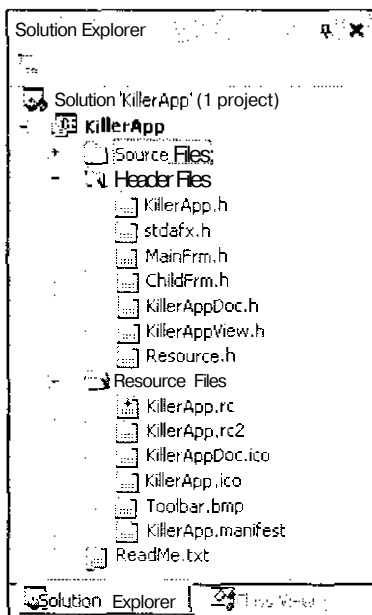 Solution Explorer
Solution 'KillerApp' (1 project)
KillerApp
Source Files
Header Files
KillerApp.h
stdafx.h
MainFrm.h
ChildFrm.h
KillerAppDoc.h
KillerAppView.h
Resource.h
Resource Files
KillerApp.rc
KillerApp.rc2
KillerAppDoc.ico
KillerApp.ico
Toolbar.bmp
KillerApp.manifest
ReadMe.txt
Solution Explorer